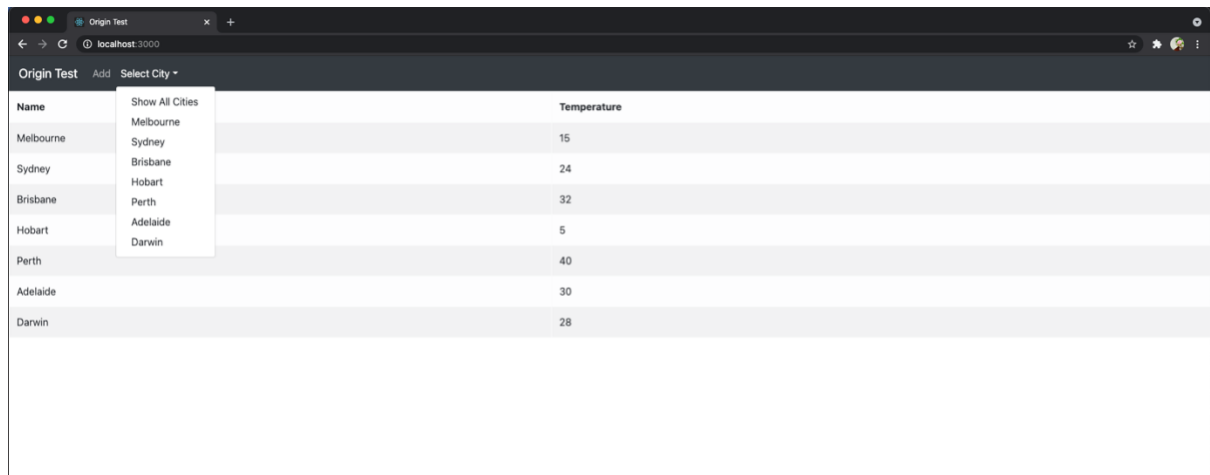 Origin Test
localhost:3000
Origin Test Add Select City
Show All Cities
Melbourne
Sydney
Brisbane
Hobart
Perth
Adelaide
Darwin
Name Temperature
Melbourne 15
Sydney 24
Brisbane 32
Hobart 5
Perth 40
Adelaide 30
Darwin 28